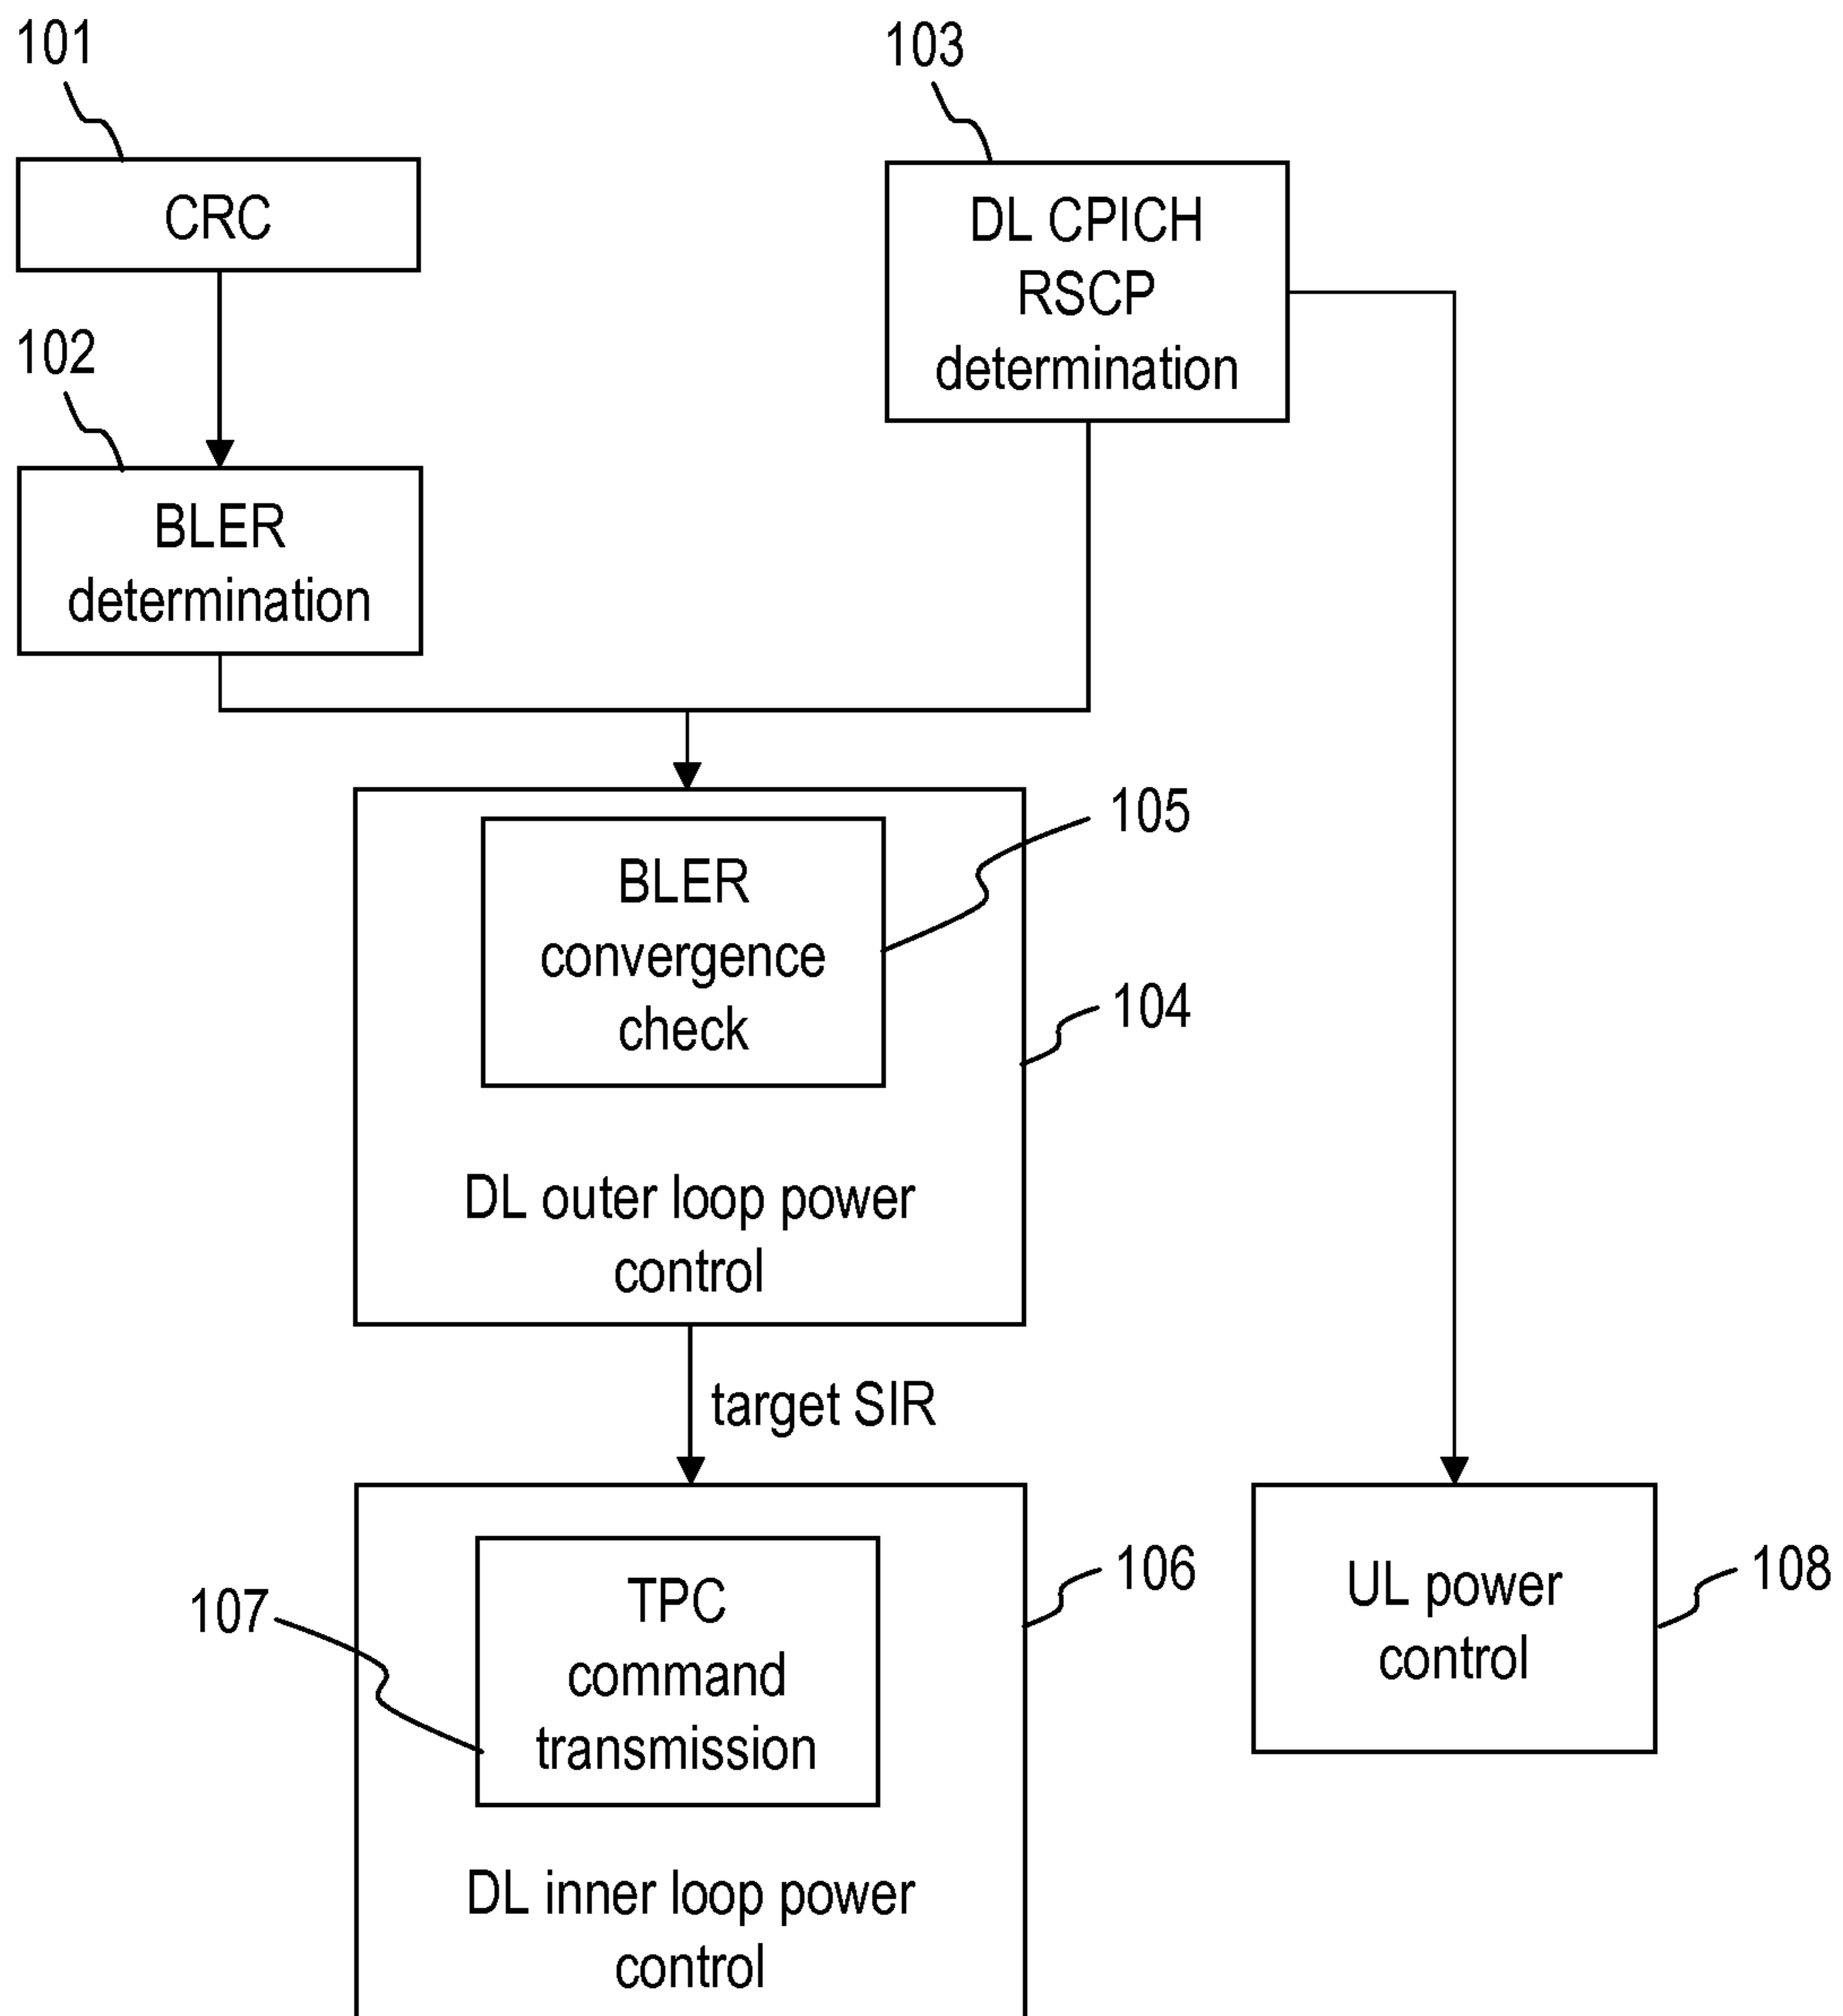 101
103
CRC
DL CPICH
RSCP
determination
102
BLER
determination
105
BLER
convergence
check
104
DL outer loop power
control
target SIR
106
108
107
TPC
command
transmission
UL power
control
DL inner loop power
control